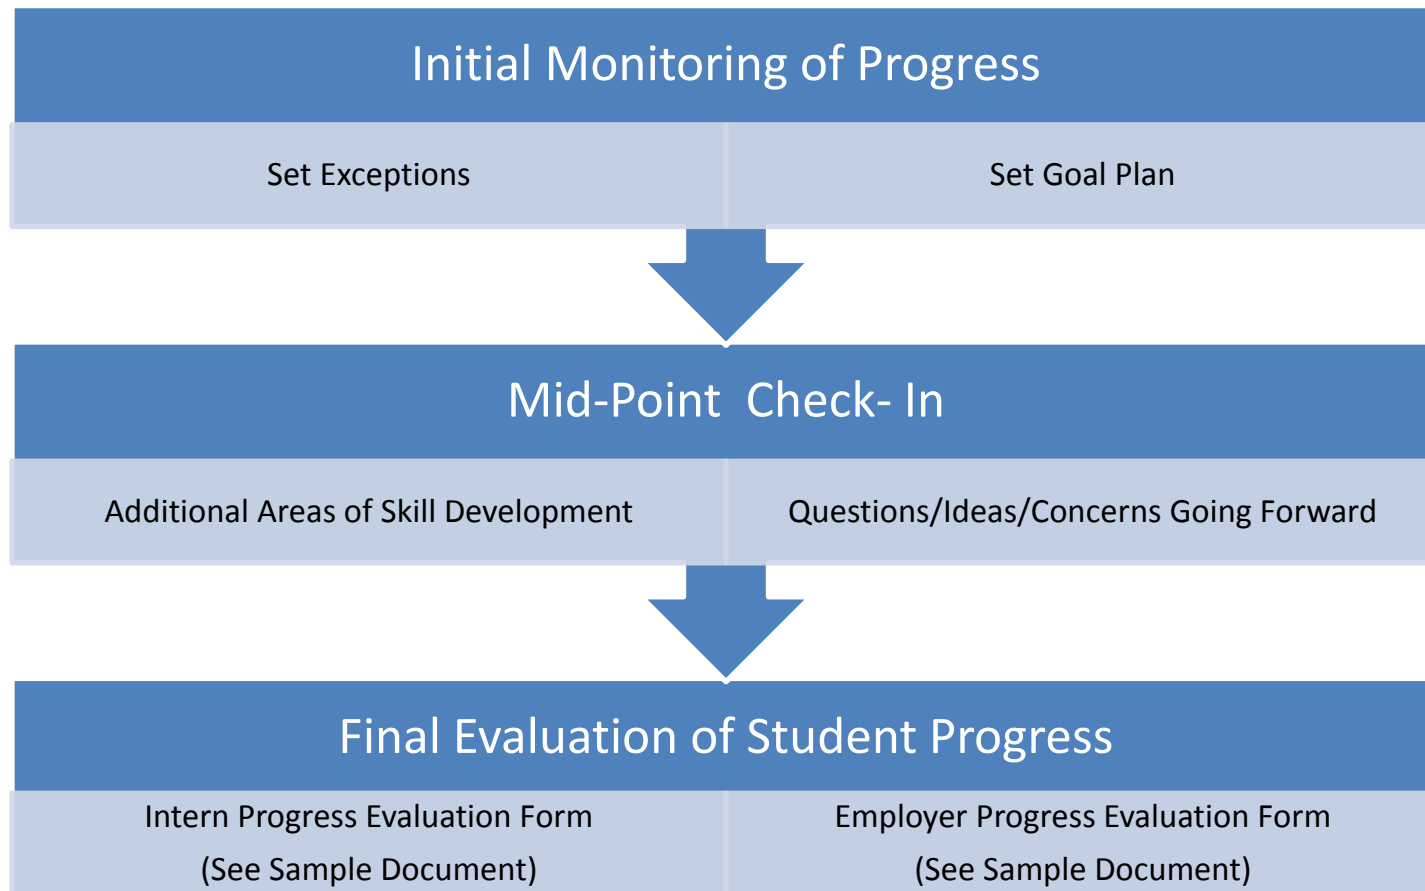 Initial Monitoring of Progress
Set Exceptions
Set Goal Plan
Mid-Point  Check- In
Additional Areas of Skill Development
Questions/Ideas/Concerns Going Forward
Final Evaluation of Student Progress
Intern Progress Evaluation Form
(See Sample Document)
Employer Progress Evaluation Form
(See Sample Document)